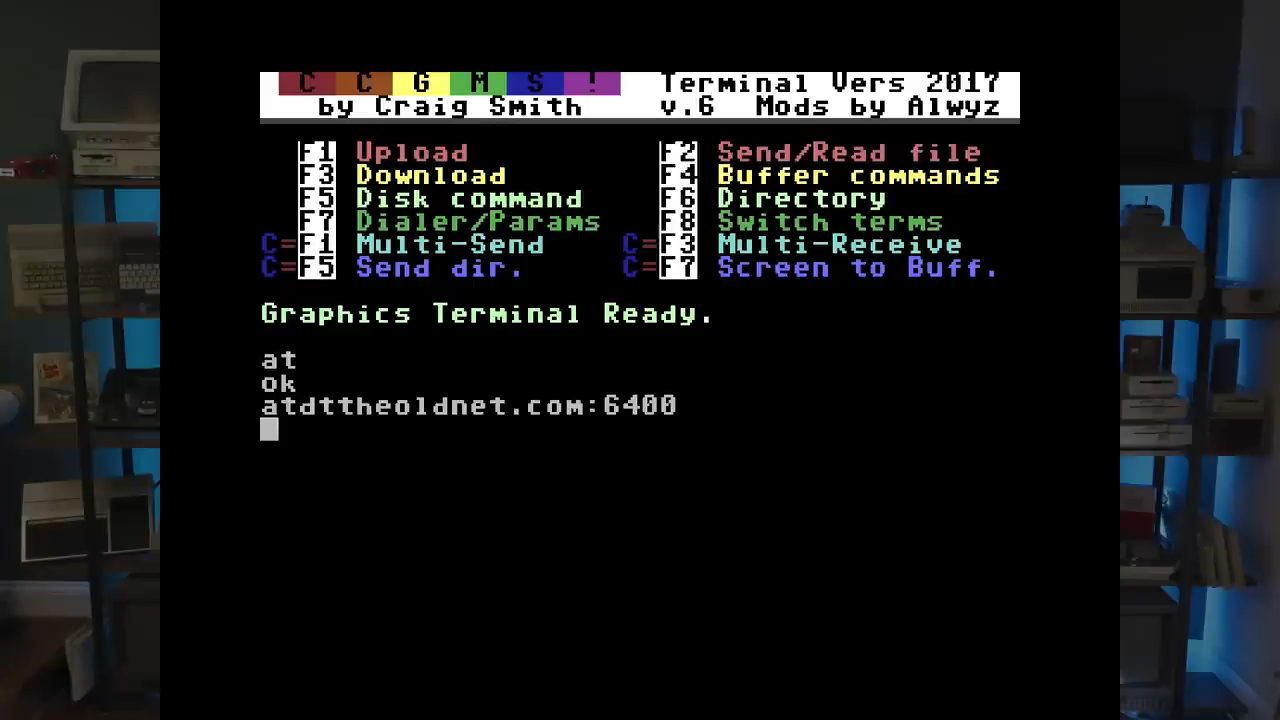 C C G M S ! Terminal Vers 2017
by Craig Smith v.6 Mods by Alwyz
F1 Upload F2 Send/Read file
F3 Download F4 Buffer commands
F5 Disk command F6 Directory
F7 Dialer/Params F8 Switch terms
C=F1 Multi-Send C=F3 Multi-Receive
C=F5 Send dir. C=F7 Screen to Buff.
Graphics Terminal Ready.
at
ok
atdttheoldnet.com:6400